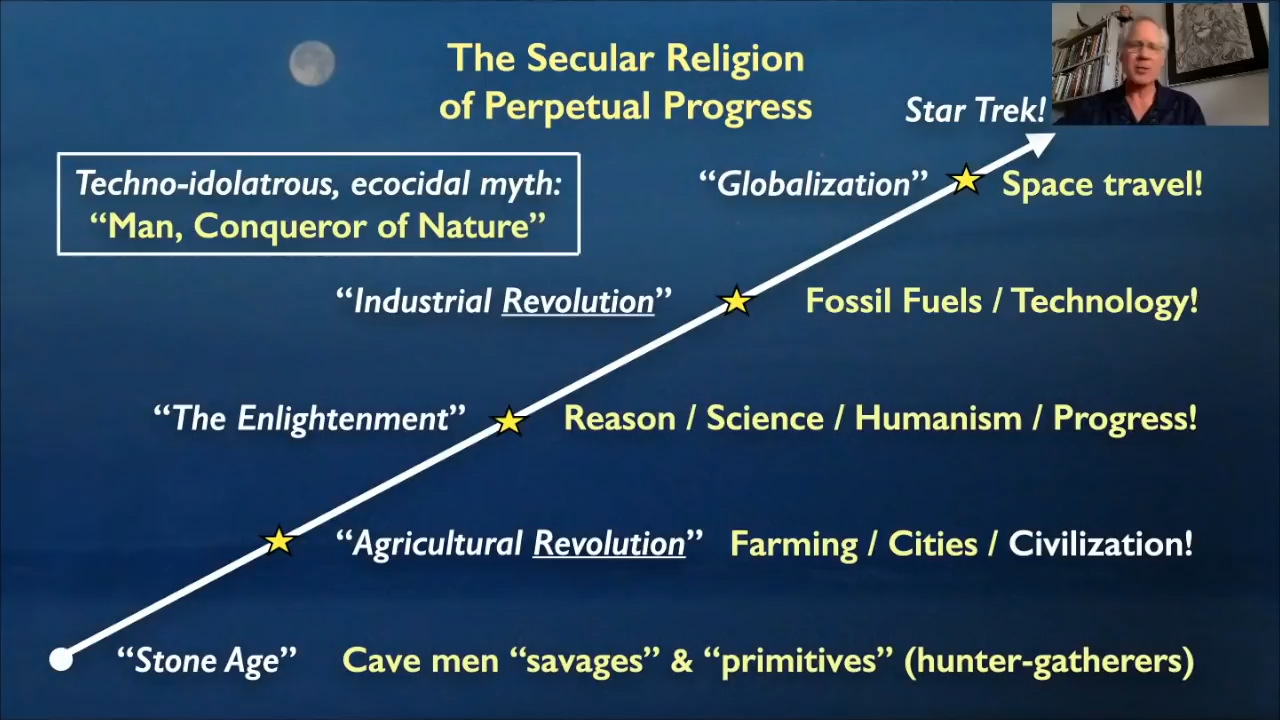 The Secular Religion
of Perpetual Progress
Star Trek!
Techno-idolatrous, ecocidal myth:
“Man, Conqueror of Nature”
“Globalization” Space travel!
“Industrial Revolution” Fossil Fuels / Technology!
“The Enlightenment” Reason / Science / Humanism / Progress!
“Agricultural Revolution” Farming / Cities / Civilization!
“Stone Age” Cave men “savages” & “primitives” (hunter-gatherers)